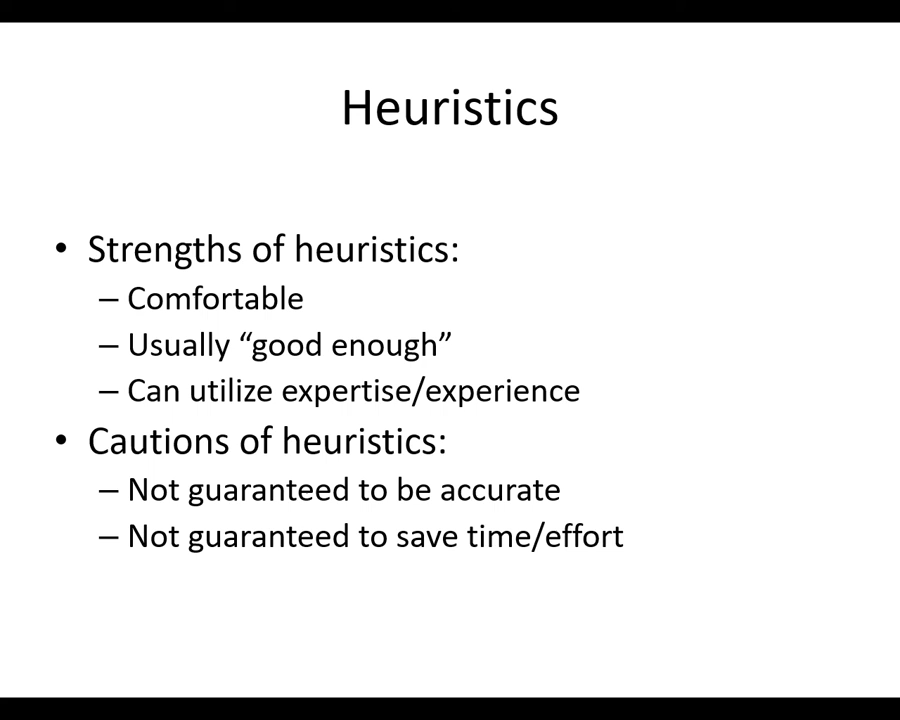 Heuristics
• Strengths of heuristics:
– Comfortable
– Usually “good enough”
– Can utilize expertise/experience
• Cautions of heuristics:
– Not guaranteed to be accurate
– Not guaranteed to save time/effort